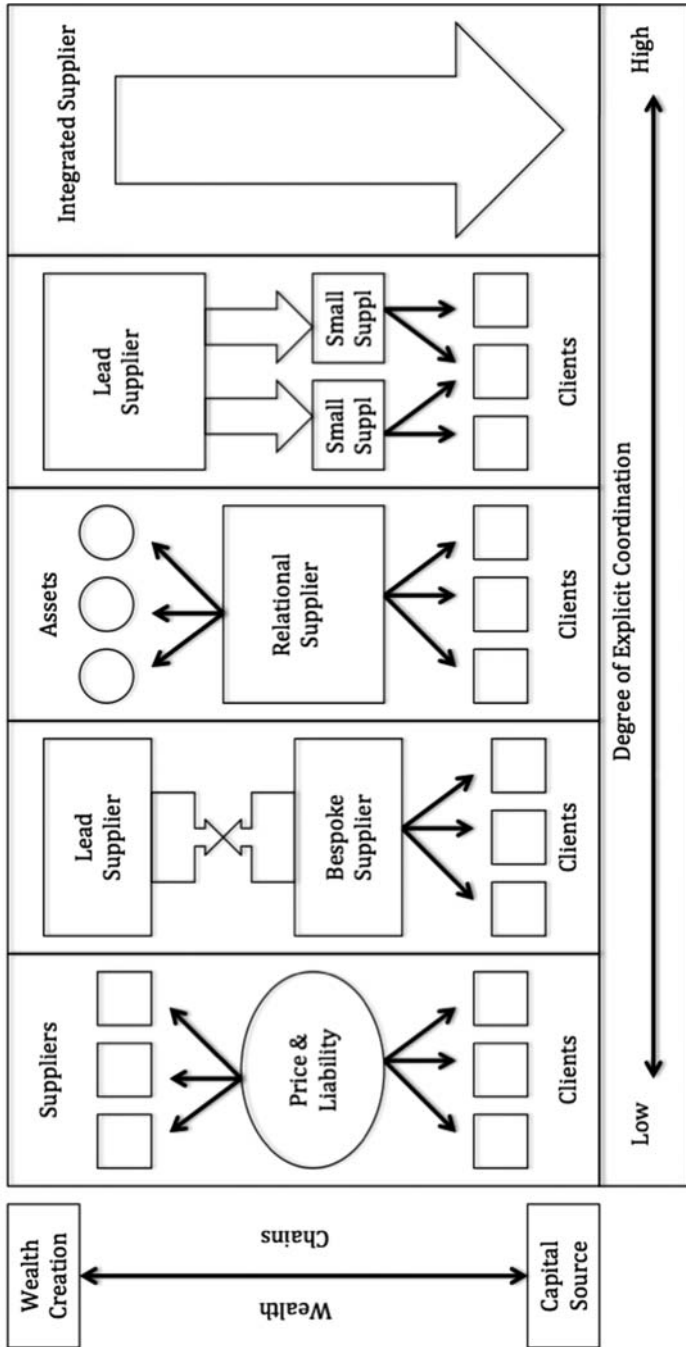 Wealth
Creation
Wealth
Chains
Capital
Source
Suppliers
Price &
Liability
Clients
Lead
Supplier
Bespoke
Supplier
Clients
Assets
Relational
Supplier
Clients
Lead
Supplier
Small
Suppl
Small
Suppl
Clients
Integrated Supplier
Low
Degree of Explicit Coordination
High